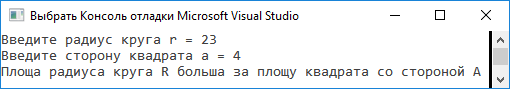 Выбрать Консоль отладки Microsoft Visual Studio
Введите радиус круга r = 23
Введите сторону квадрата a = 4
Площа радиуса круга R больша за площу квадрата со стороной A